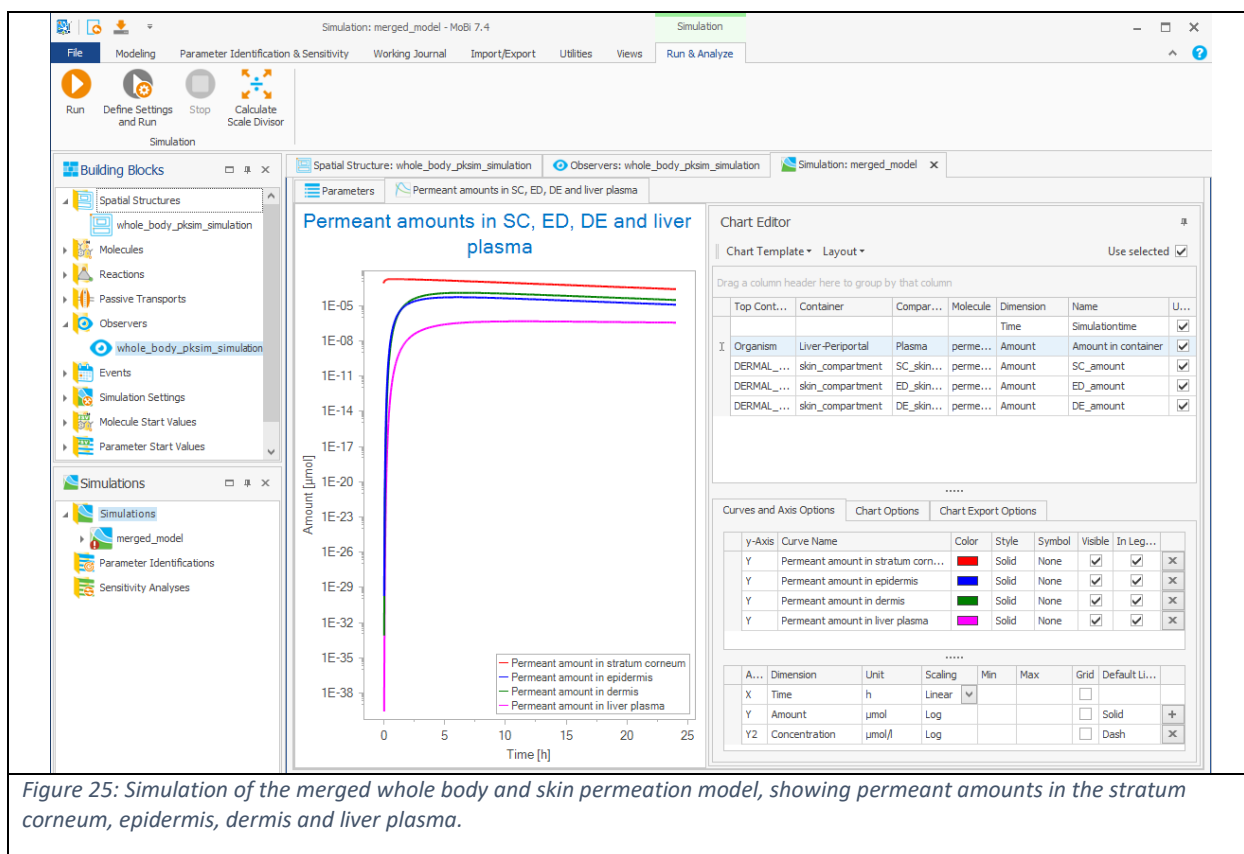 Simulation: merged_model - MoBi 7.4
Simulation
File Modeling Parameter Identification & Sensitivity Working Journal Import/Export Utilities Views Run & Analyze
Run Define Settings and Run Stop Calculate Scale Divisor
Simulation
Building Blocks
Spatial Structures
whole_body_pksim_simulation
Molecules
Reactions
Passive Transports
Observers
whole_body_pksim_simulation
Events
Simulation Settings
Molecule Start Values
Parameter Start Values
Simulations
Simulations
merged_model
Parameter Identifications
Sensitivity Analyses
Spatial Structure: whole_body_pksim_simulation Observers: whole_body_pksim_simulation Simulation: merged_model
Parameters Permeant amounts in SC, ED, DE and liver plasma
Permeant amounts in SC, ED, DE and liver
plasma
Amount [µmol]
1E-05
1E-08
1E-11
1E-14
1E-17
1E-20
1E-23
1E-26
1E-29
1E-32
1E-35
1E-38
Permeant amount in stratum corneum
Permeant amount in epidermis
Permeant amount in dermis
Permeant amount in liver plasma
0 5 10 15 20 25
Time [h]
Chart Editor
Chart Template Layout Use selected
Drag a column header here to group by that column
Top Cont... Container Compar... Molecule Dimension Name U...
Time Simulationtime
Organism Liver-Periportal Plasma perme... Amount Amount in container
DERMAL_... skin_compartment SC_skin... perme... Amount SC_amount
DERMAL_... skin_compartment ED_skin... perme... Amount ED_amount
DERMAL_... skin_compartment DE_skin... perme... Amount DE_amount
Curves and Axis Options Chart Options Chart Export Options
y-Axis Curve Name Color Style Symbol Visible In Leg...
Y Permeant amount in stratum corn... Solid None
Y Permeant amount in epidermis Solid None
Y Permeant amount in dermis Solid None
Y Permeant amount in liver plasma Solid None
A... Dimension Unit Scaling Min Max Grid Default Li...
X Time h Linear
Y Amount µmol Log Solid
Y2 Concentration µmol/l Log Dash
Figure 25: Simulation of the merged whole body and skin permeation model, showing permeant amounts in the stratum
corneum, epidermis, dermis and liver plasma.